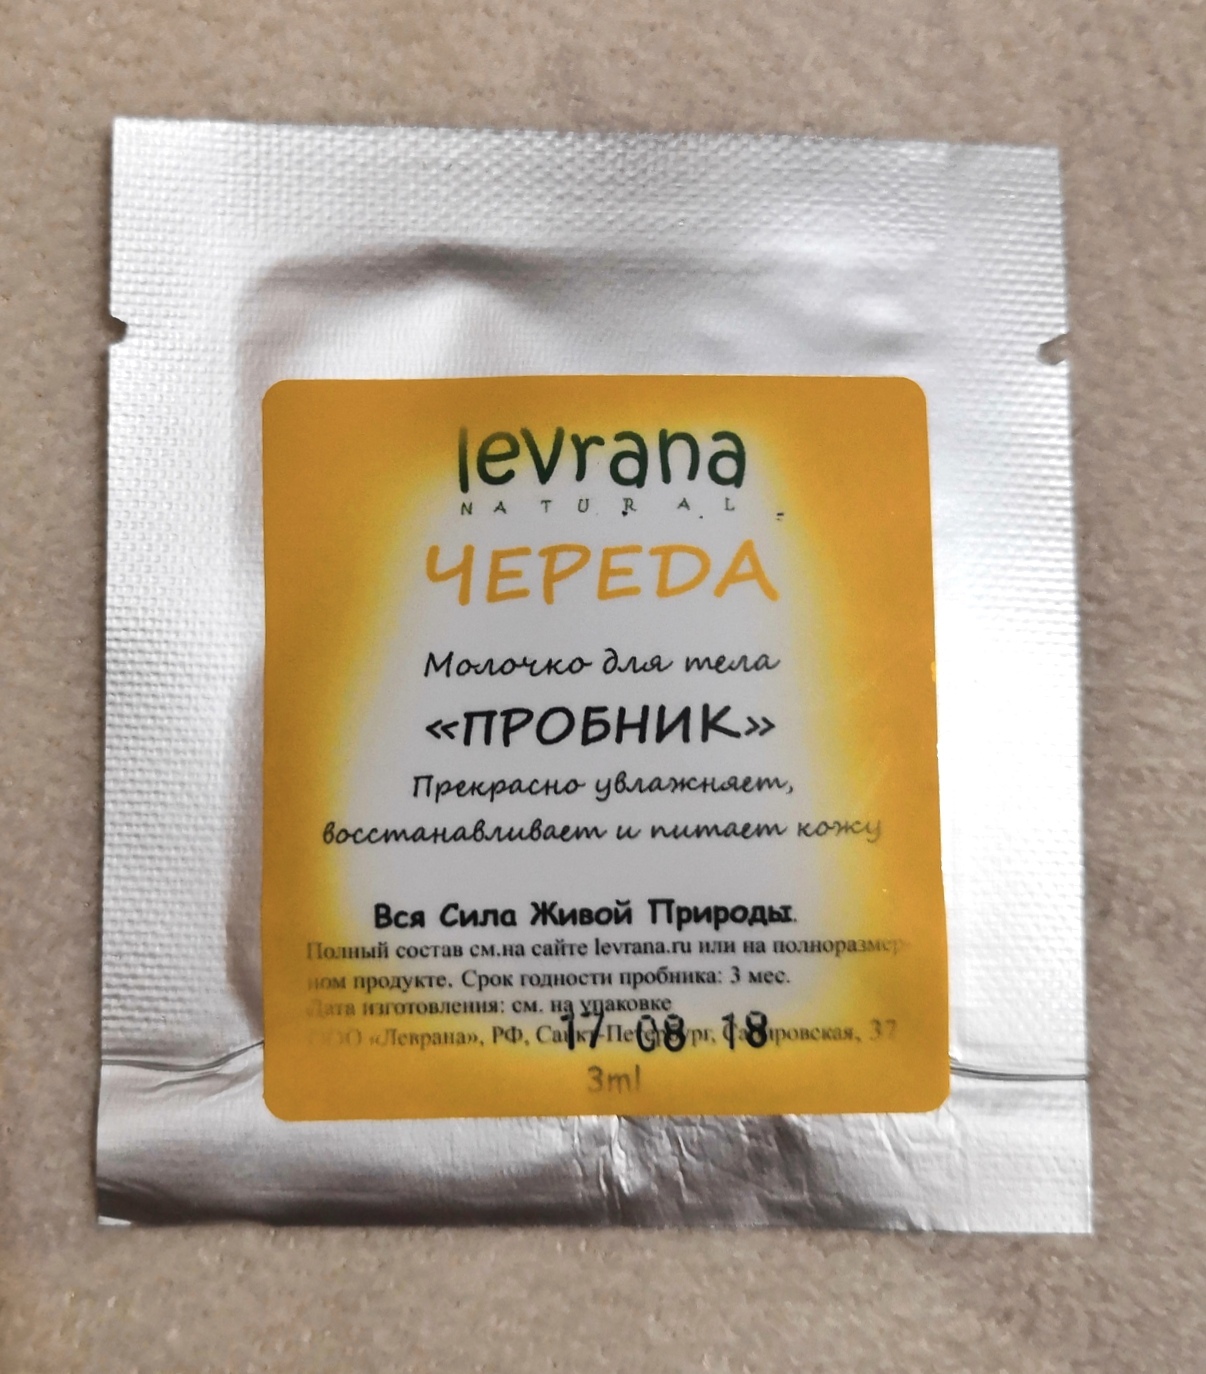 levrana
NATURAL
ЧЕРЕДА
Молочко для тела
«ПРОБНИК»
Прекрасно увлажняет,
восстанавливает и питает кожу
Вся Сила Живой Природы.
Полный состав см.на сайте levrana.ru или на полноразмер-
ном продукте. Срок годности пробника: 3 мес.
Дата изготовления: см. на упаковке
ООО «Леврана», РФ, Санкт-Петербург, 37
17 08 18
3ml